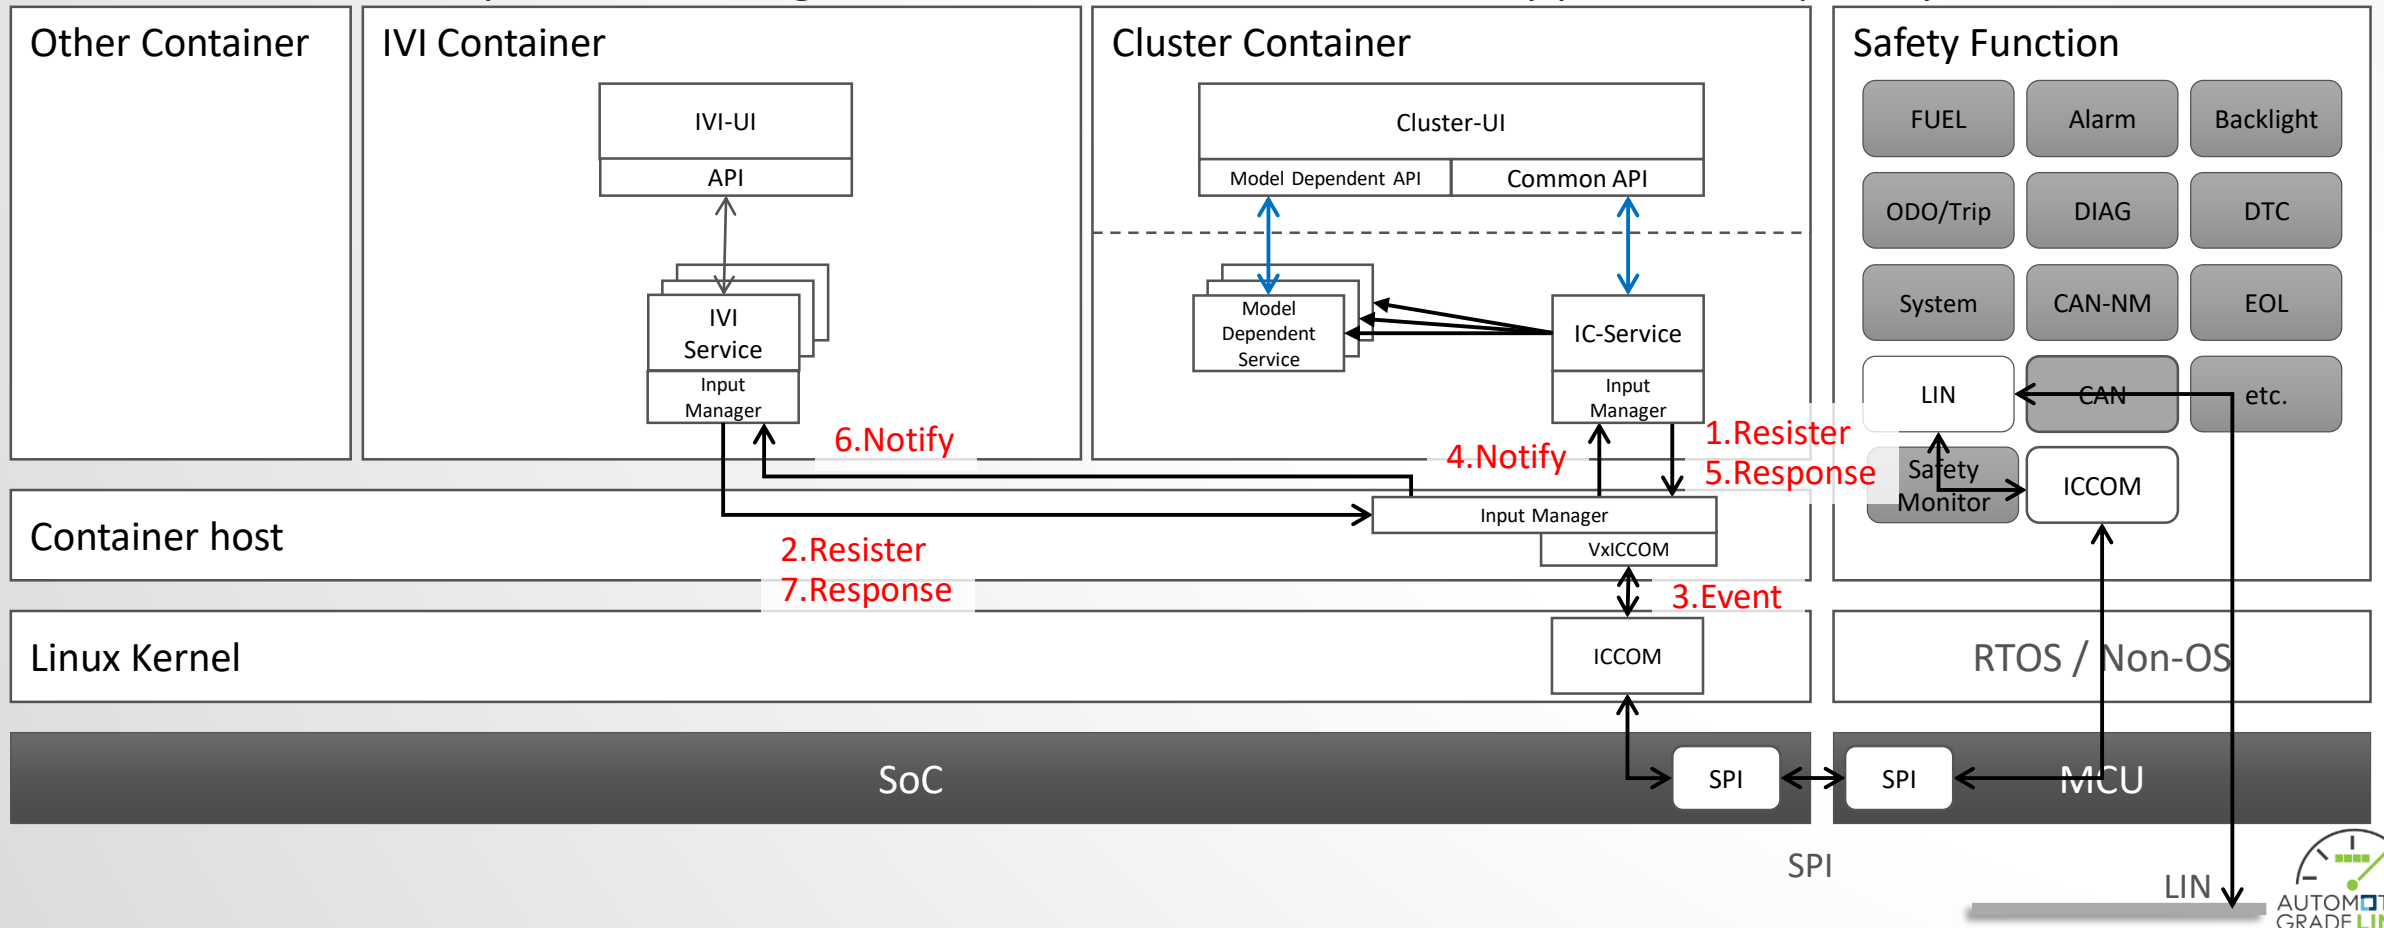 Other Container
IVI Container
Cluster Container
Safety Function
IVI-UI
API
Cluster-UI
Model Dependent API
Common API
FUEL
Alarm
Backlight
ODO/Trip
DIAG
DTC
System
CAN-NM
EOL
LIN
CAN
etc.
Safety
Monitor
ICCOM
IVI
Service
Input
Manager
Model
Dependent
Service
IC-Service
Input
Manager
6.Notify
4.Notify
1.Resister
5.Response
Container host
Input Manager
VxICCOM
2.Resister
7.Response
3.Event
Linux Kernel
ICCOM
RTOS / Non-OS
SoC
SPI
SPI
MCU
SPI
LIN
AUTOMOT
GRADE LIN